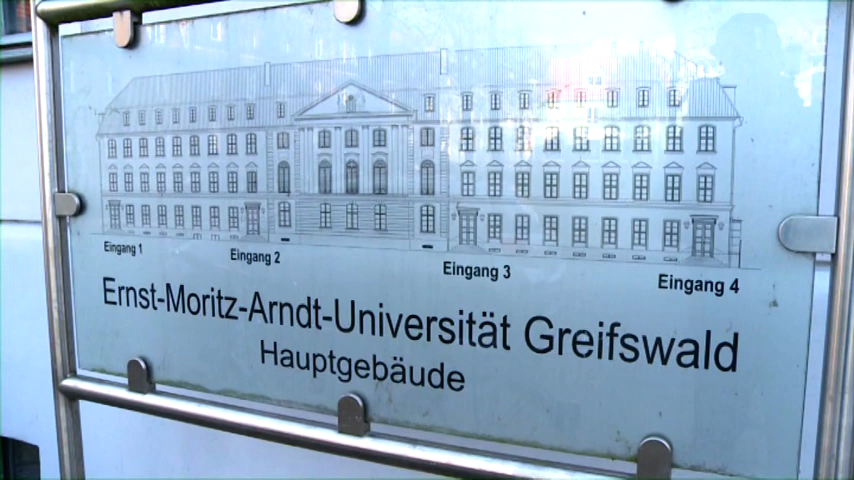 Eingang 1
Eingang 2
Eingang 3
Eingang 4
Ernst-Moritz-Arndt-Universität Greifswald
Hauptgebäude